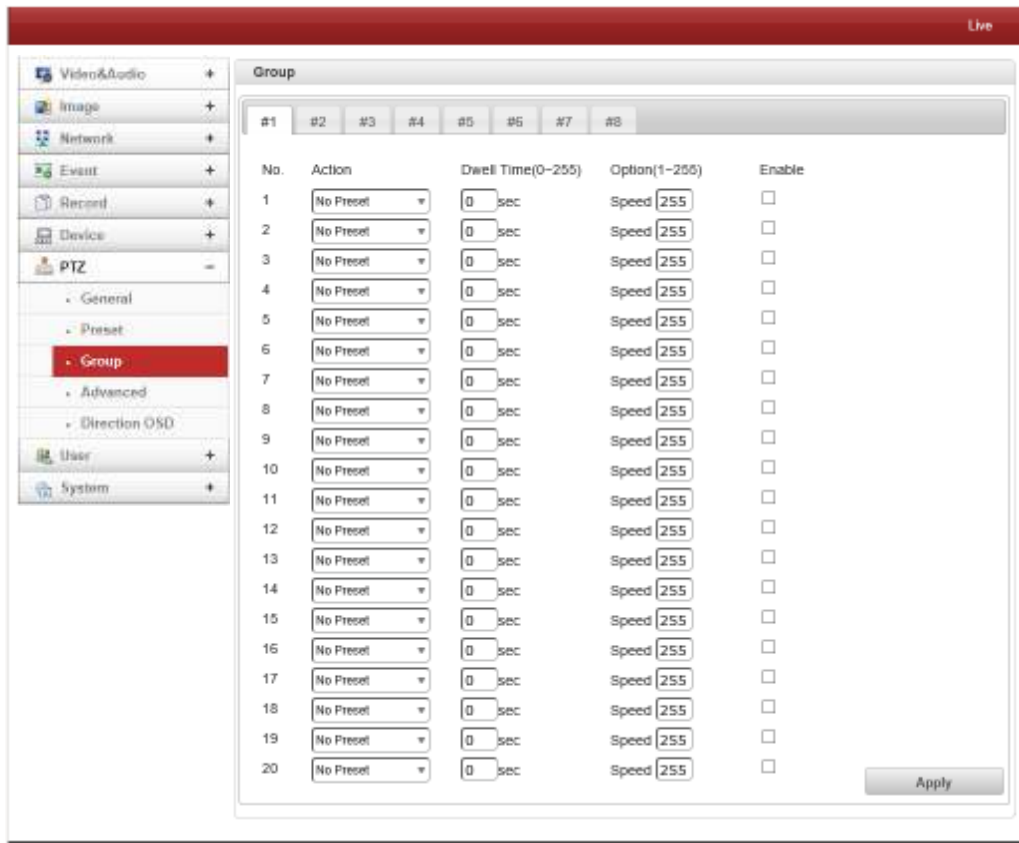 Live
Video&Audio +
Image +
Network +
Event +
Record +
Device +
PTZ -
General
Preset
Group
Advanced
Direction OSD
User +
System +
Group
#1 #2 #3 #4 #5 #6 #7 #8
No. Action Dwell Time(0~255) Option(1~255) Enable
1 No Preset 0 sec Speed 255
2 No Preset 0 sec Speed 255
3 No Preset 0 sec Speed 255
4 No Preset 0 sec Speed 255
5 No Preset 0 sec Speed 255
6 No Preset 0 sec Speed 255
7 No Preset 0 sec Speed 255
8 No Preset 0 sec Speed 255
9 No Preset 0 sec Speed 255
10 No Preset 0 sec Speed 255
11 No Preset 0 sec Speed 255
12 No Preset 0 sec Speed 255
13 No Preset 0 sec Speed 255
14 No Preset 0 sec Speed 255
15 No Preset 0 sec Speed 255
16 No Preset 0 sec Speed 255
17 No Preset 0 sec Speed 255
18 No Preset 0 sec Speed 255
19 No Preset 0 sec Speed 255
20 No Preset 0 sec Speed 255
Apply